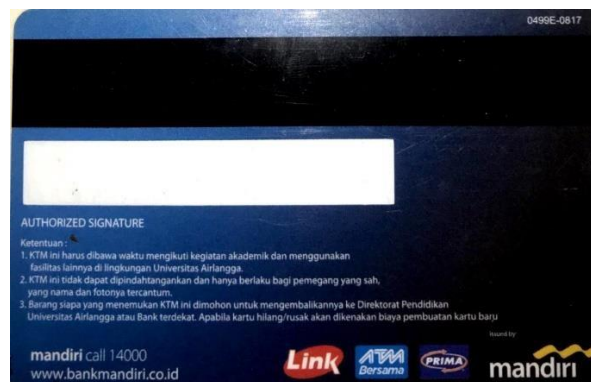 0499E-0817
AUTHORIZED SIGNATURE
Ketentuan :
1. KTM ini harus dibawa waktu mengikuti kegiatan akademik dan menggunakan
fasilitas lainnya di lingkungan Universitas Airlangga.
2. KTM ini tidak dapat dipindahtangankan dan hanya berlaku bagi pemegang yang sah,
yang nama dan fotonya tercantum.
3. Barang siapa yang menemukan KTM ini dimohon untuk mengembalikannya ke Direktorat Pendidikan
Universitas Airlangga atau Bank terdekat. Apabila kartu hilang/rusak akan dikenakan biaya pembuatan kartu baru
Issued by
mandiri call 14000
www.bankmandiri.co.id
Link
ATM
Bersama
PRIMA
mandiri